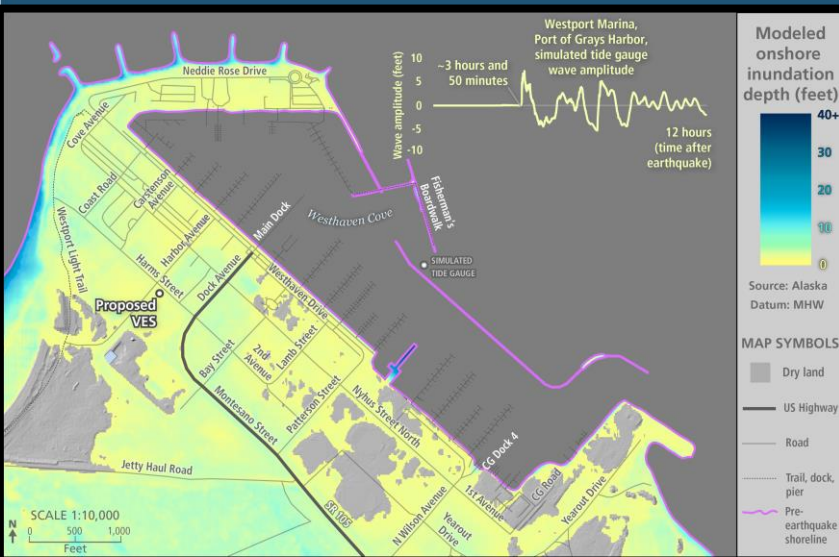 Westport Marina,
Port of Grays Harbor,
simulated tide gauge
wave amplitude
~3 hours and
50 minutes
Wave amplitude (feet)
10
5
0
-5
-10
12 hours
(time after
earthquake)
Neddie Rose Drive
Cove Avenue
Coast Road
Carstenson
Avenue
Harbor Avenue
Harms Street
Dock Avenue
Main Dock
Westhaven Cove
Fisherman's
Boardwalk
SIMULATED
TIDE GAUGE
Westport Light Trail
Proposed
VES
Westhaven Drive
Bay Street
2nd
Avenue
Lamb Street
Patterson Street
Montesano Street
Nyhus Street North
CG Dock 4
CG Road
1st Avenue
Yearout Drive
N Wilson Avenue
Yearout
Drive
SR 105
Jetty Haul Road
SCALE 1:10,000
N
0 500 1,000
Feet
Modeled
onshore
inundation
depth (feet)
40+
30
20
10
0
Source: Alaska
Datum: MHW
MAP SYMBOLS
Dry land
US Highway
Road
Trail, dock,
pier
Pre-
earthquake
shoreline